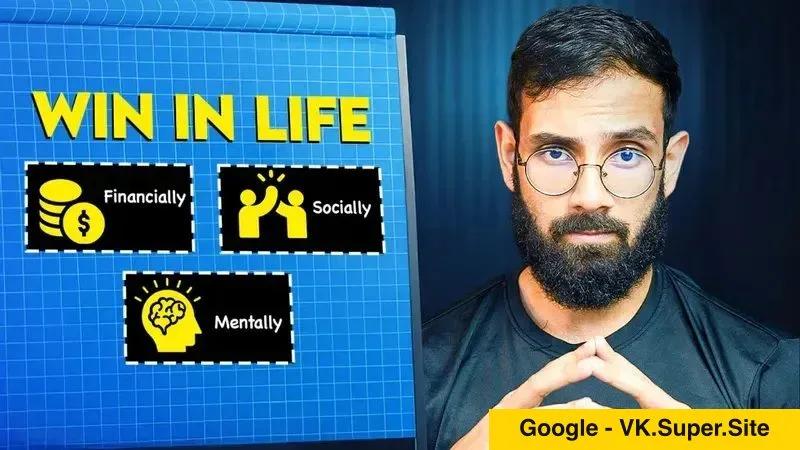 WIN IN LIFE
Financially
Socially
Mentally
Google - VK.Super.Site